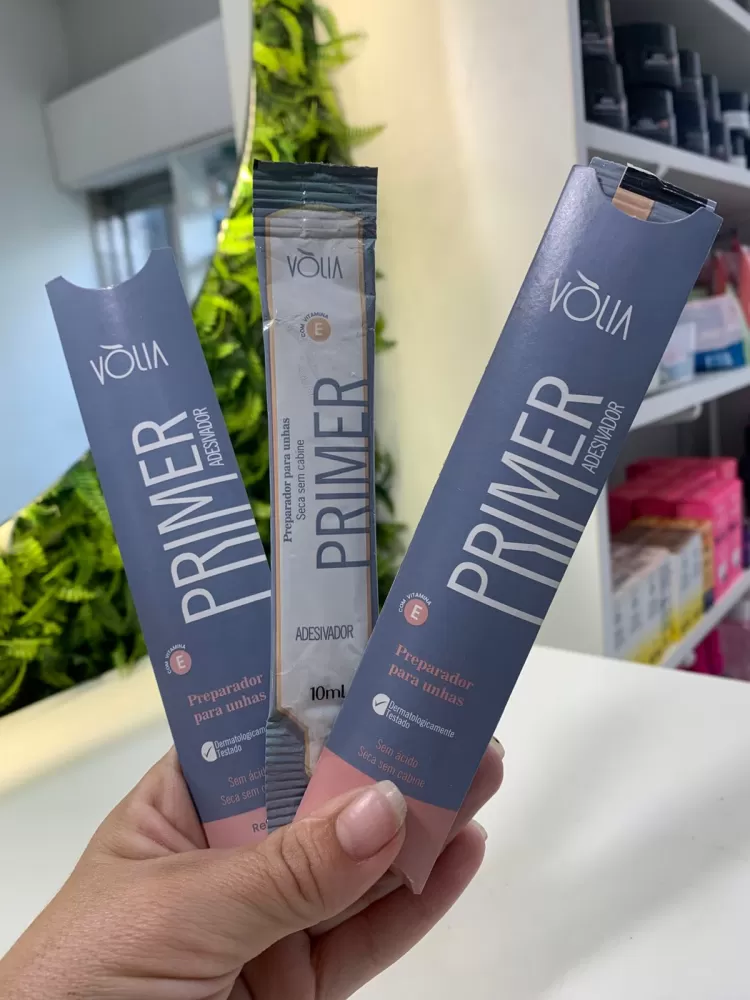 VÒLIA
PRIMER
ADESIVADOR
COM VITAMINA
E
Preparador
para unhas
Dermatologicamente
Testado
Sem ácido
Seca sem
VÒLIA
COM VITAMINA
E
Preparador para unhas
Seca sem cabine
PRIMER
ADESIVADOR
10ml
VÒLIA
PRIMER
ADESIVADOR
COM VITAMINA
E
Preparador
para unhas
Dermatologicamente
Testado
Sem ácido
Seca sem cabine